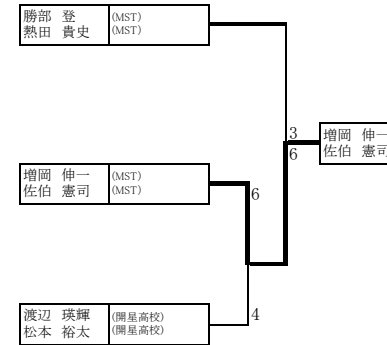 勝部 登 (MST)
熱田 貴史 (MST)
3
増岡 伸一
6
佐伯 憲司
増岡 伸一 (MST)
佐伯 憲司 (MST)
6
渡辺 瑛輝 (開星高校)
松本 裕太 (開星高校)
4